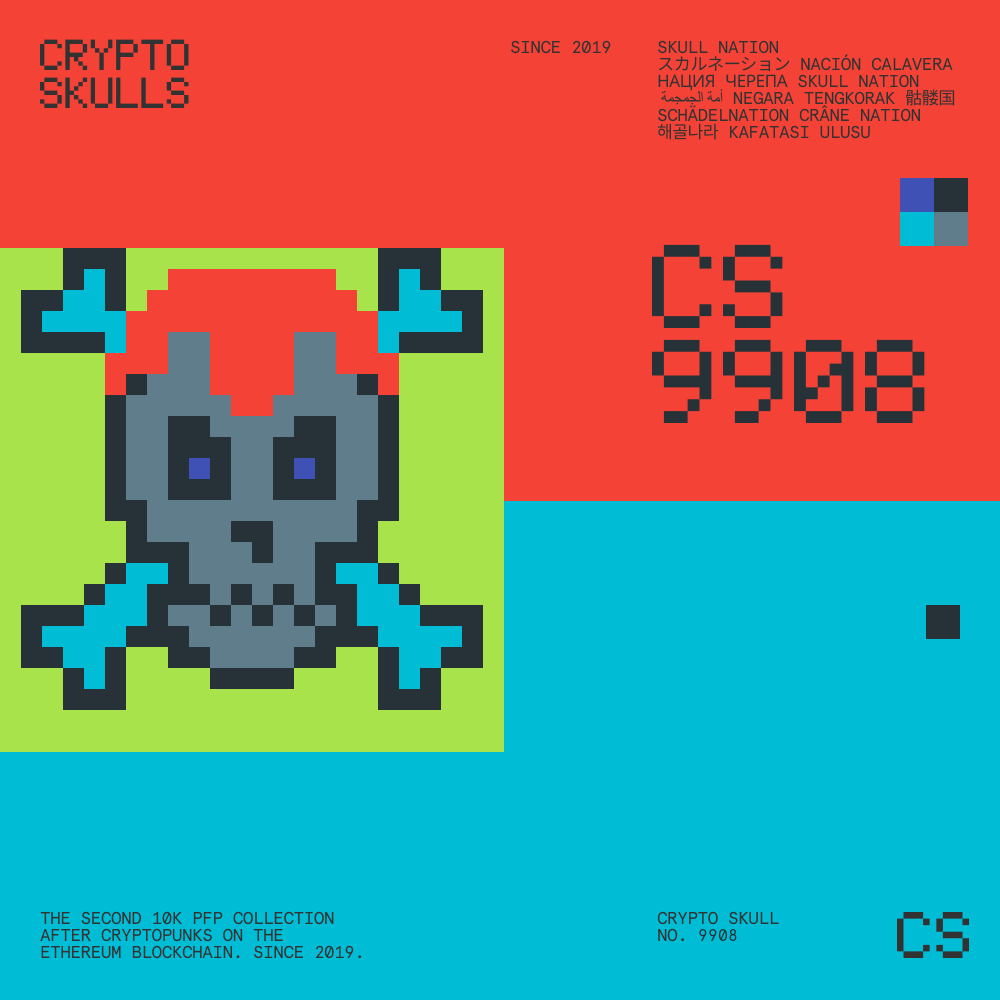 CRYPTO
SKULLS
SINCE 2019
SKULL NATION
スカルネーション NACIÓN CALAVERA
НАЦИЯ ЧЕРЕПА SKULL NATION
أمة الجمجمة NEGARA TENGKORAK 骷髅国
SCHÄDELNATION CRÂNE NATION
해골나라 KAFATASI ULUSU
CS
9908
THE SECOND 10K PFP COLLECTION
AFTER CRYPTOPUNKS ON THE
ETHEREUM BLOCKCHAIN. SINCE 2019.
CRYPTO SKULL
NO. 9908
CS